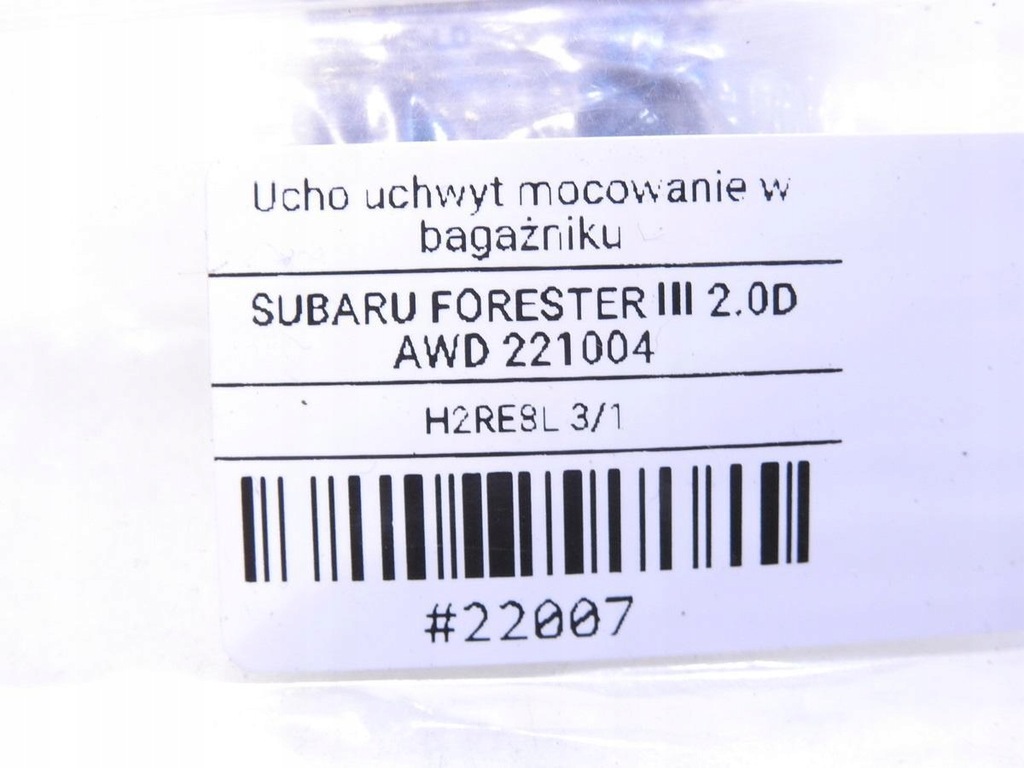 Ucho uchwyt mocowanie w
bagażniku
SUBARU FORESTER III 2.0D
AWD 221004
H2RE8L 3/1
#22007